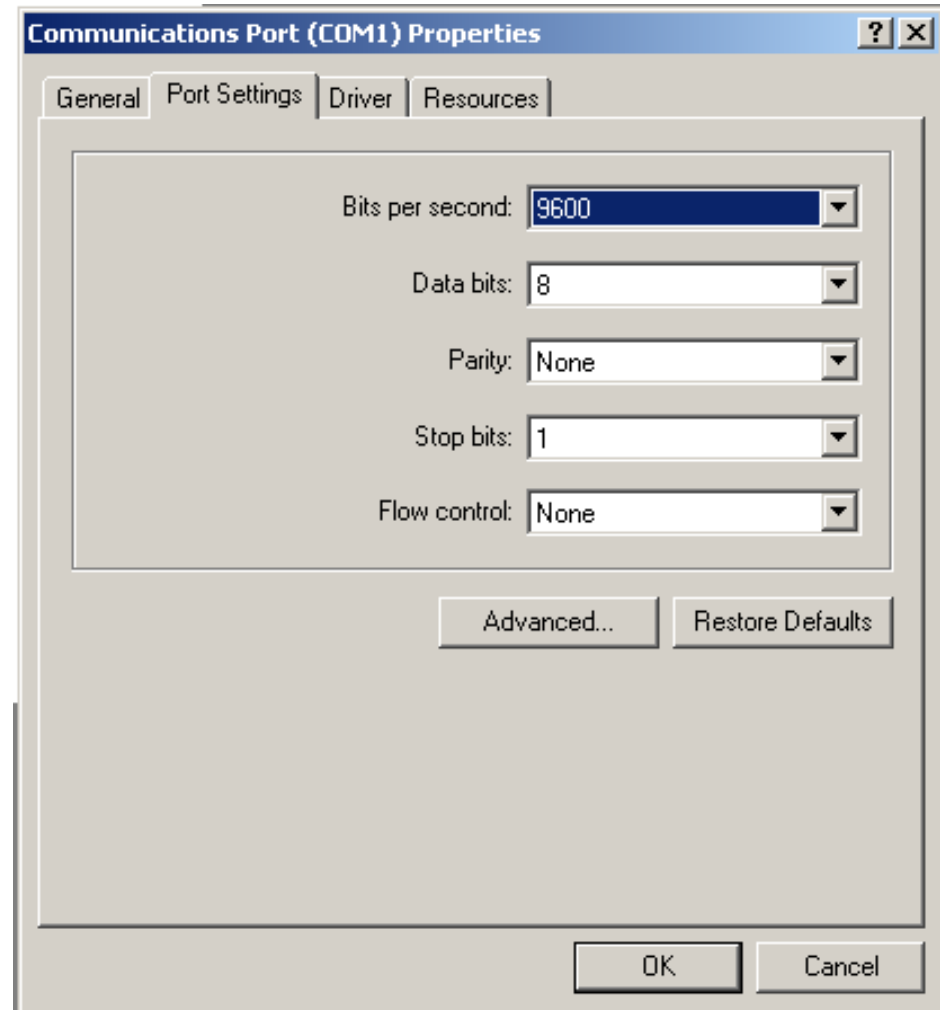 Communications Port (COM1) Properties
General Port Settings Driver Resources
Bits per second: 9600
Data bits: 8
Parity: None
Stop bits: 1
Flow control: None
Advanced... Restore Defaults
OK Cancel